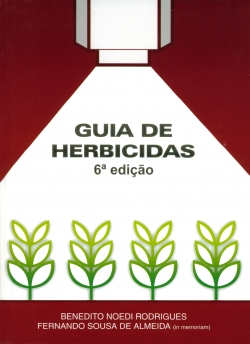 GUIA DE
HERBICIDAS
6ª edição
BENEDITO NOEDI RODRIGUES
FERNANDO SOUSA DE ALMEIDA (in memoriam)